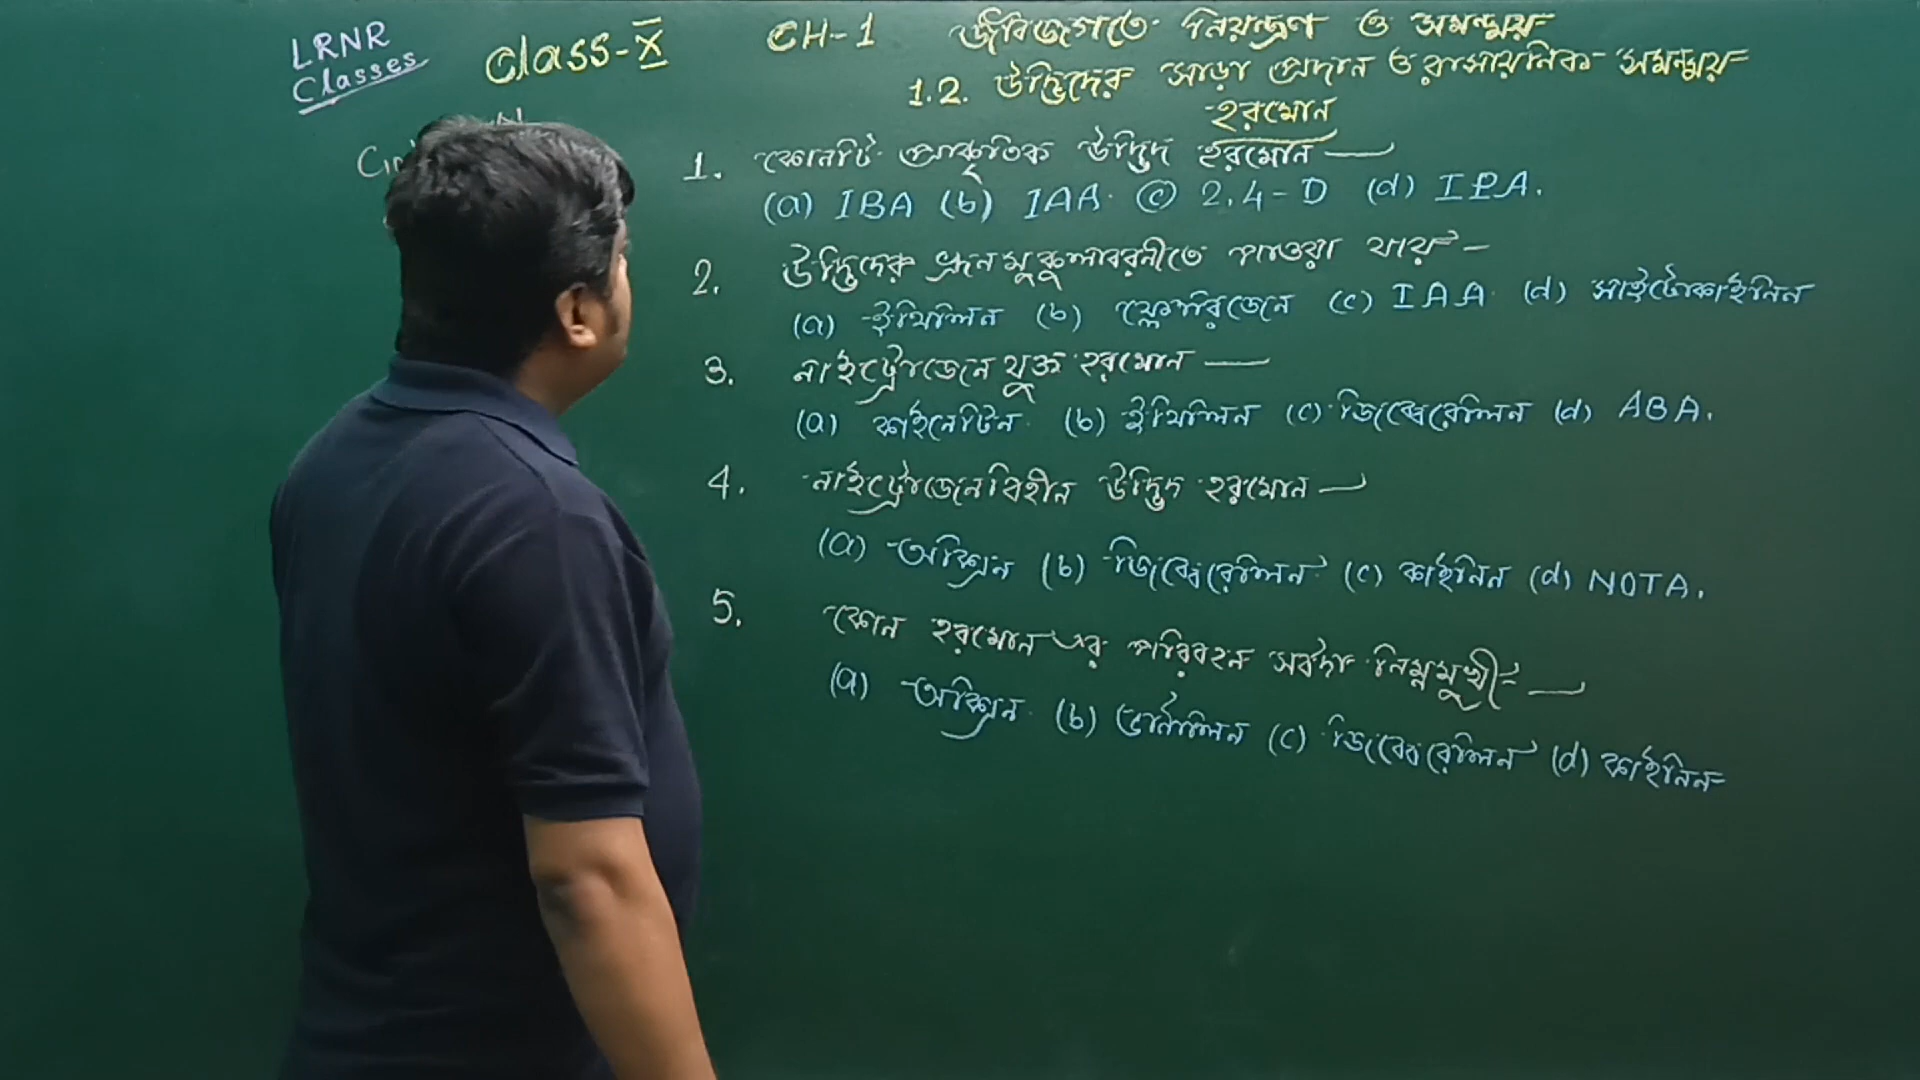 LRNR
Classes
Class-X
CH-1 জীবজগতে নিয়ন্ত্রণ ও সমন্বয়
1.2. উদ্ভিদের সাড়া প্রদান ও রাসায়নিক সমন্বয়
হরমোন
1. কোনটি প্রাকৃতিক উদ্ভিদ হরমোন —
(a) IBA (b) IAA (c) 2,4-D (d) IPA.
2. উদ্ভিদের ভ্রূনমুকুলাবরনীতে পাওয়া যায় –
(a) ইথিলিন (b) ফ্লোরিজেন (c) IAA (d) সাইটোকাইনিন
3. নাইট্রোজেন যুক্ত হরমোন —
(a) কাইনেটিন (b) ইথিলিন (c) জিব্বেরেলিন (d) ABA.
4. নাইট্রোজেনবিহীন উদ্ভিদ হরমোন —
(a) অক্সিন (b) জিব্বেরেলিন (c) কাইনিন (d) NOTA.
5. কোন হরমোন এর পরিবহন সর্বদা নিম্নমুখী —
(a) অক্সিন (b) ভার্নালিন (c) জিব্বেরেলিন (d) কাইনিন